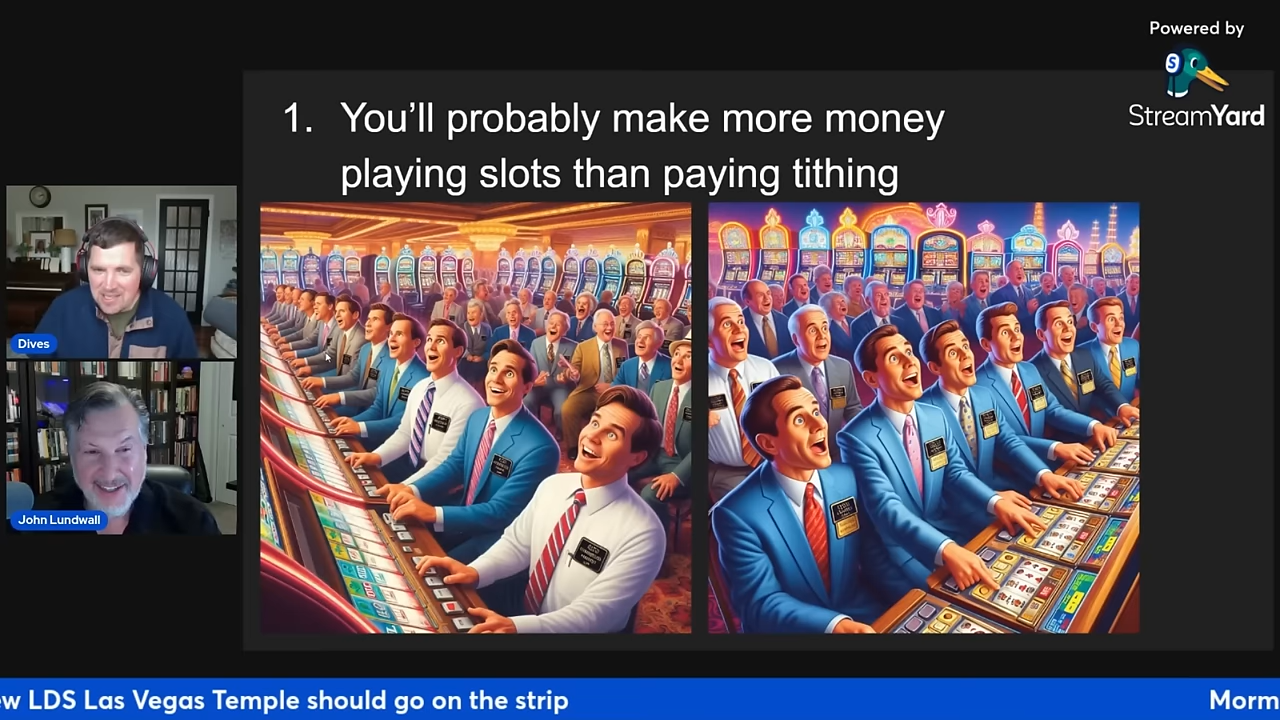 Powered by
S
StreamYard
1. You'll probably make more money
playing slots than paying tithing
Dives
John Lundwall
ew LDS Las Vegas Temple should go on the strip
Morm